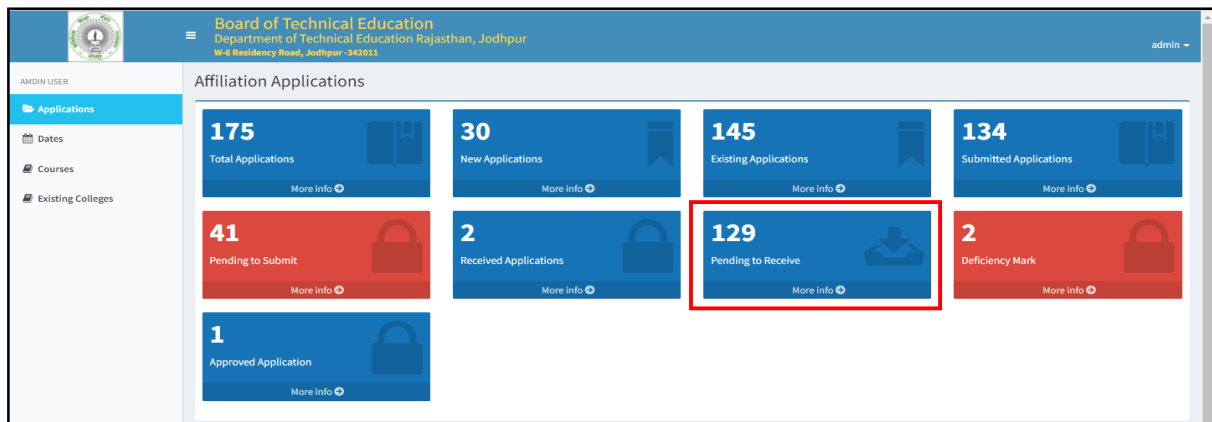 Board of Technical Education
Department of Technical Education Rajasthan, Jodhpur
W-6 Residency Road, Jodhpur -342011
admin
AMDIN USER
Applications
Dates
Courses
Existing Colleges
Affiliation Applications
175
Total Applications
More info
30
New Applications
More info
145
Existing Applications
More info
134
Submitted Applications
More info
41
Pending to Submit
More info
2
Received Applications
More info
129
Pending to Receive
More info
2
Deficiency Mark
More info
1
Approved Application
More info